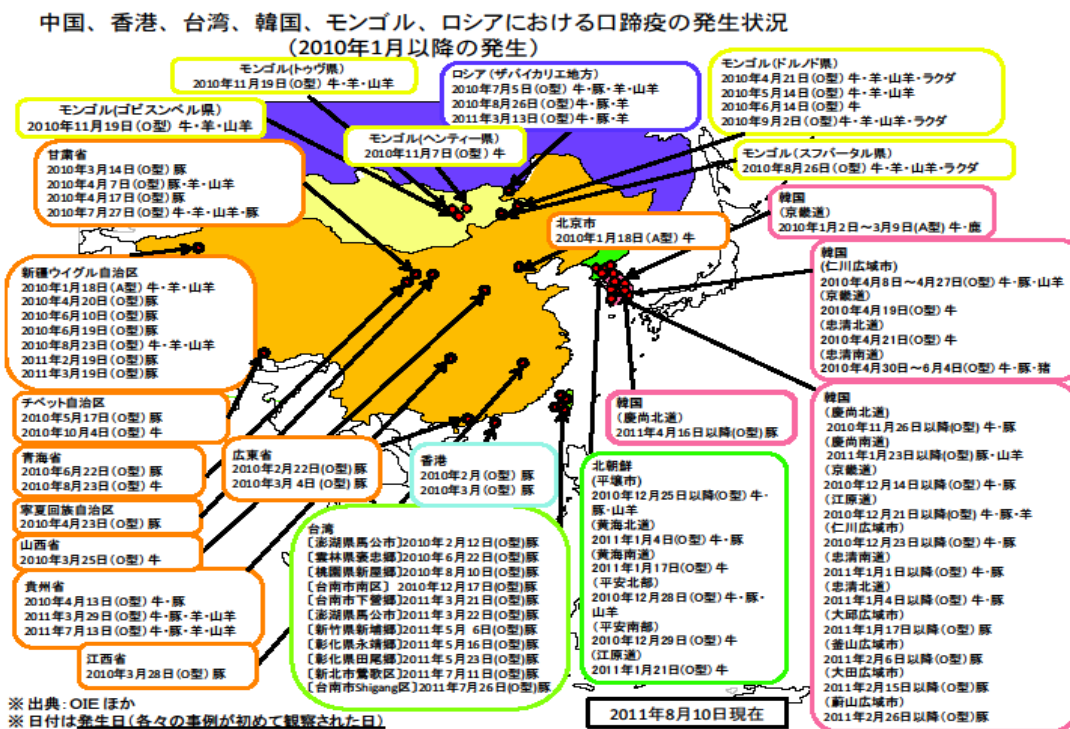 中国、香港、台湾、韓国、モンゴル、ロシアにおける口蹄疫の発生状況
(2010年1月以降の発生)
モンゴル(トゥヴ県)
2010年11月19日(O型) 牛・羊・山羊
モンゴル(ゴビスンベル県)
2010年11月19日(O型) 牛・羊・山羊
ロシア(ザバイカリエ地方)
2010年7月5日(O型) 牛・豚・羊・山羊
2010年8月26日(O型) 牛・豚・羊
2011年3月13日(O型) 牛・豚・羊
モンゴル(ヘンティー県)
2010年11月7日(O型) 牛
モンゴル(ドルノド県)
2010年4月21日(O型) 牛・羊・山羊・ラクダ
2010年5月14日(O型) 牛・羊・山羊
2010年6月14日(O型) 牛
2010年9月2日(O型) 牛・羊・山羊・ラクダ
モンゴル(スフバータル県)
2010年8月26日(O型) 牛・羊・山羊・ラクダ
甘粛省
2010年3月14日(O型) 豚
2010年4月7日(O型) 豚・羊・山羊
2010年4月17日(O型) 豚
2010年7月27日(O型) 牛・羊・山羊・豚
北京市
2010年1月18日(A型) 牛
韓国
(京畿道)
2010年1月2日～3月9日(A型) 牛・鹿
韓国
(仁川広域市)
2010年4月8日～4月27日(O型) 牛・豚・山羊
(京畿道)
2010年4月19日(O型) 牛
(忠清北道)
2010年4月21日(O型) 牛
(忠清南道)
2010年4月30日～6月4日(O型) 牛・豚・猪
新疆ウイグル自治区
2010年1月18日(A型) 牛・羊・山羊
2010年4月20日(O型) 豚
2010年6月10日(O型) 豚
2010年6月19日(O型) 豚
2010年8月23日(O型) 牛・羊・山羊
2011年2月19日(O型) 豚
2011年3月19日(O型) 豚
チベット自治区
2010年5月17日(O型) 豚
2010年10月4日(O型) 牛
青海省
2010年6月22日(O型) 豚
2010年8月23日(O型) 牛
寧夏回族自治区
2010年4月23日(O型) 豚
山西省
2010年3月25日(O型) 牛
貴州省
2010年4月13日(O型) 牛・豚
2011年3月29日(O型) 牛・豚・羊・山羊
2011年7月13日(O型) 牛・豚・羊・山羊
江西省
2010年3月28日(O型) 豚
広東省
2010年2月22日(O型) 豚
2010年3月 4日(O型) 豚
香港
2010年2月(O型) 豚
2010年3月(O型) 豚
台湾
[澎湖県馬公市]2010年2月12日(O型)豚
[雲林県褒忠郷]2010年6月22日(O型)豚
[桃園県新屋郷]2010年8月10日(O型)豚
[台南市南区] 2010年12月17日(O型)豚
[台南市下營郷]2011年3月21日(O型)豚
[澎湖県馬公市]2011年3月22日(O型)豚
[新竹県新埔郷]2011年5月 6日(O型)豚
[彰化県永靖郷]2011年5月16日(O型)豚
[彰化県田尾郷]2011年5月23日(O型)豚
[新北市鶯歌区]2011年7月11日(O型)豚
[台南市Shigang区]2011年7月26日(O型)豚
韓国
(慶尚北道)
2011年4月16日以降(O型) 豚
北朝鮮
(平壌市)
2010年12月25日以降(O型) 牛・
豚・山羊
(黄海北道)
2011年1月4日(O型) 牛・豚
(黄海南道)
2011年1月17日(O型) 牛
(平安北部)
2010年12月28日(O型) 牛・豚・
山羊
(平安南部)
2010年12月29日(O型) 牛
(江原道)
2011年1月21日(O型) 牛
韓国
(慶尚北道)
2010年11月26日以降(O型) 牛・豚
(慶尚南道)
2011年1月23日以降(O型) 豚・山羊
(京畿道)
2010年12月14日以降(O型) 牛・豚
(江原道)
2010年12月21日以降(O型) 牛・豚・羊
(仁川広域市)
2010年12月23日以降(O型) 牛・豚
(忠清南道)
2011年1月1日以降(O型) 牛・豚
(忠清北道)
2011年1月4日以降(O型) 牛・豚
(大邱広域市)
2011年1月17日以降(O型) 豚
(釜山広域市)
2011年2月6日以降(O型) 豚
(大田広域市)
2011年2月15日以降(O型) 豚
(蔚山広域市)
2011年2月26日以降(O型) 豚
※ 出典：OIE ほか
※ 日付は発生日(各々の事例が初めて観察された日)
2011年8月10日現在